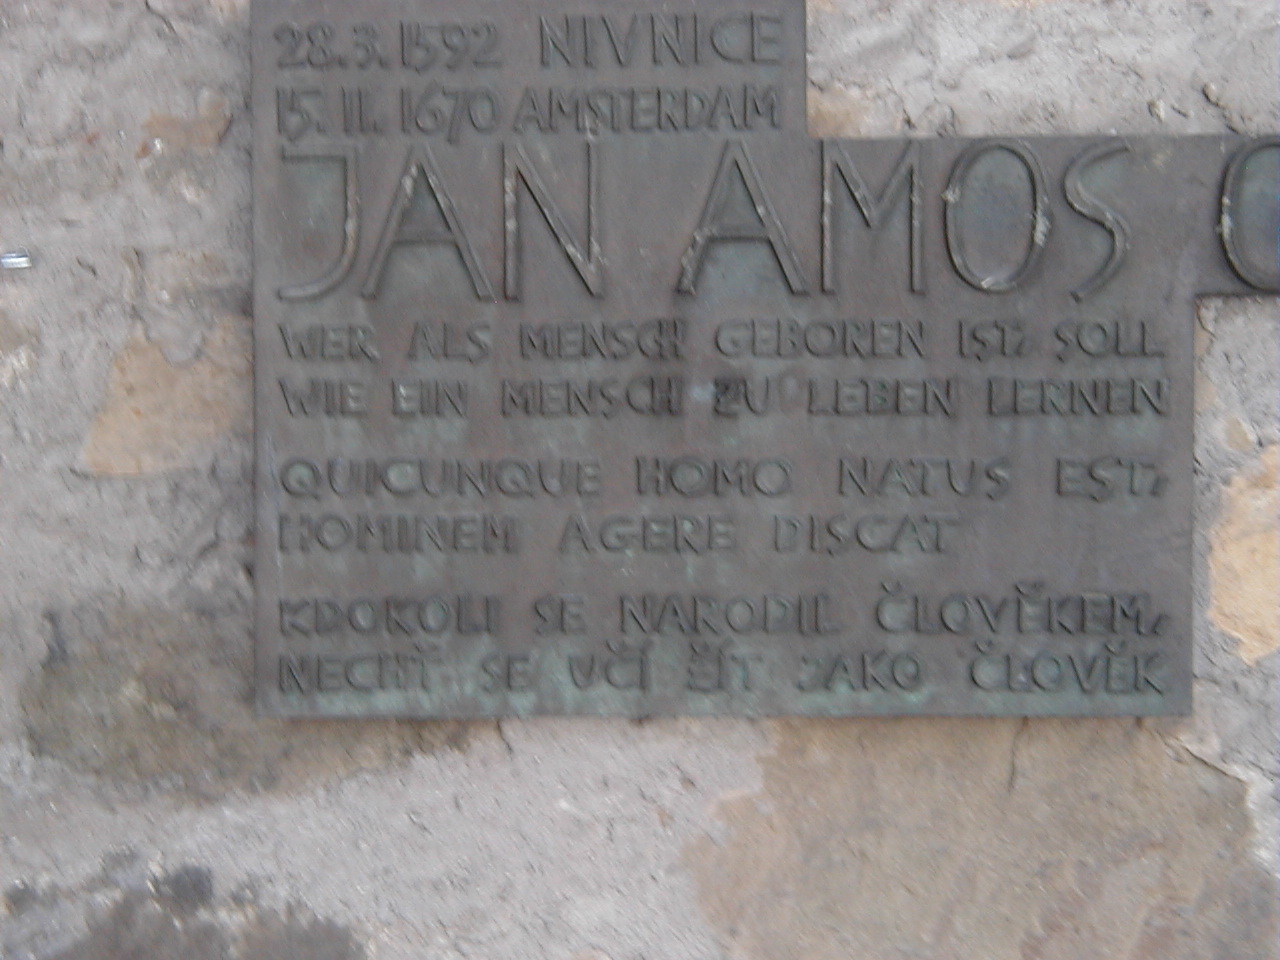 28.3.1592 NIVNICE
15.11.1670 AMSTERDAM
JAN AMOS
WER ALS MENSCH GEBOREN IST, SOLL
WIE EIN MENSCH ZU LEBEN LERNEN
QUICUNQUE HOMO NATUS EST,
HOMINEM AGERE DISCAT
KDOKOLI SE NARODIL ČLOVĚKEM,
NECHŤ SE UČÍ ŽÍT JAKO ČLOVĚK